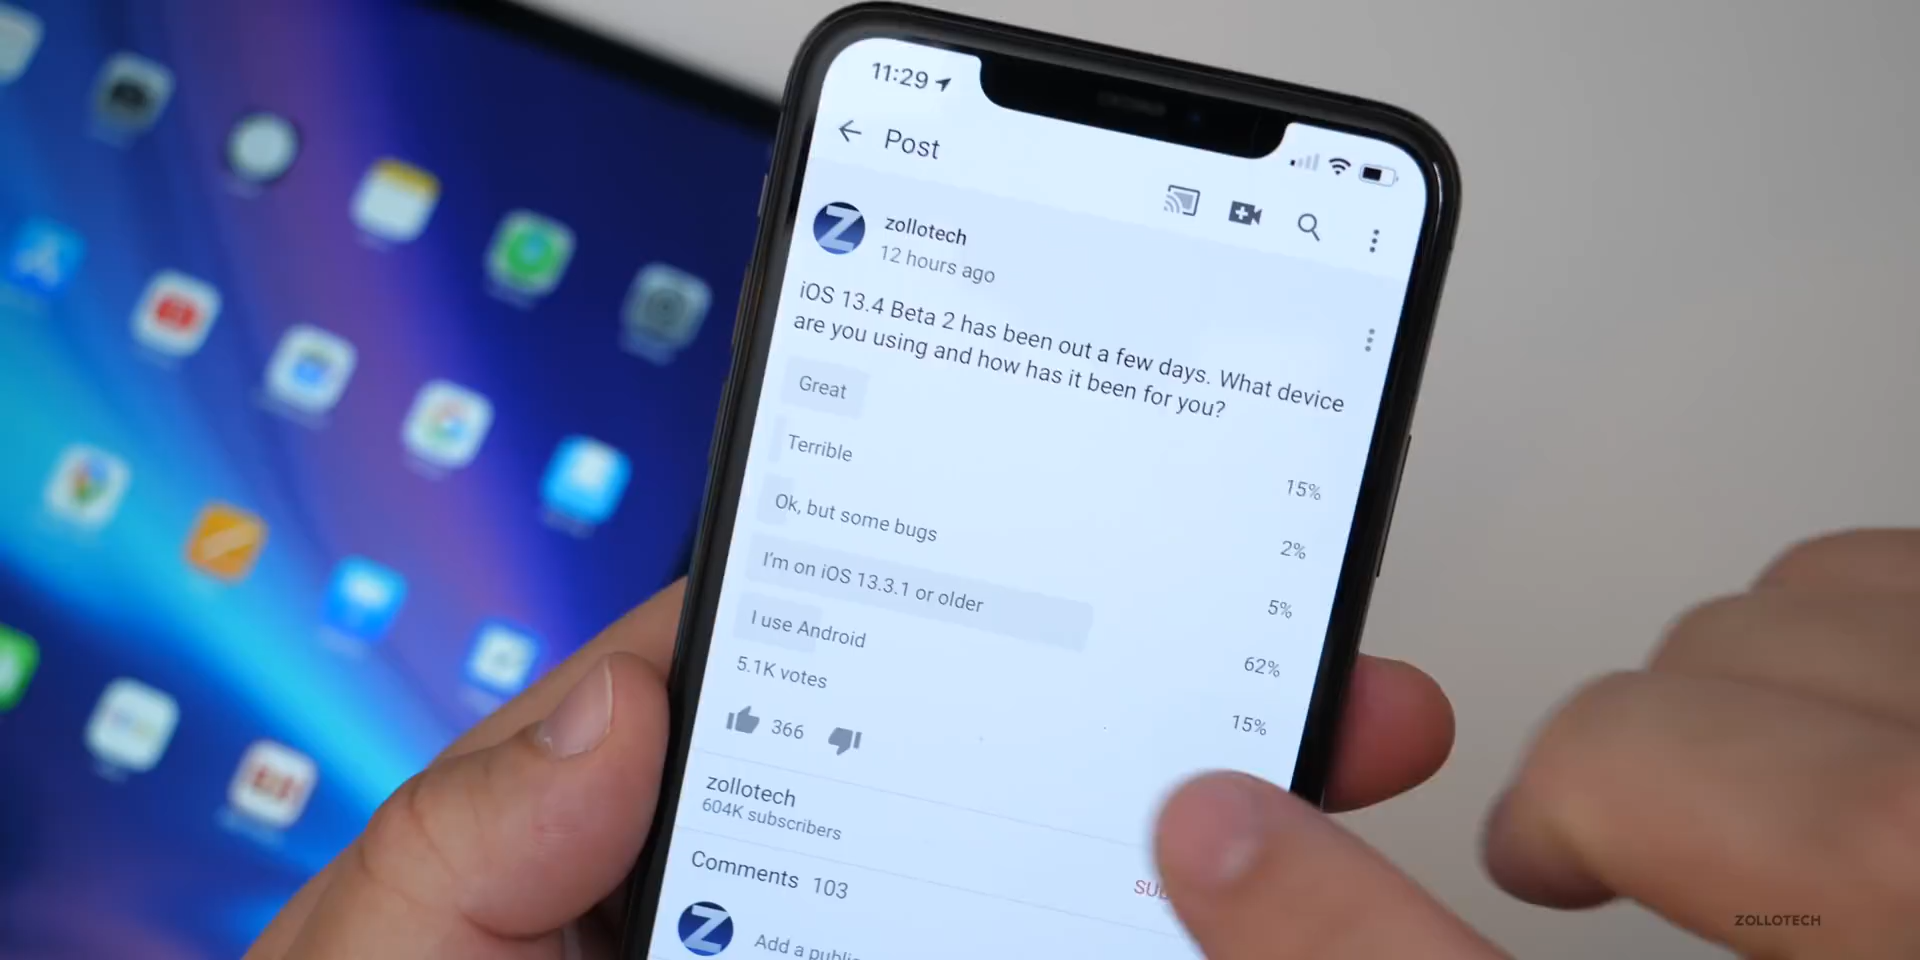 11:29
Post
zollotech
12 hours ago
iOS 13.4 Beta 2 has been out a few days. What device
are you using and how has it been for you?
Great
15%
Terrible
2%
Ok, but some bugs
5%
I'm on iOS 13.3.1 or older
62%
I use Android
15%
5.1K votes
366
zollotech
604K subscribers
Comments 103
Z
Add a
ZOLLOTECH